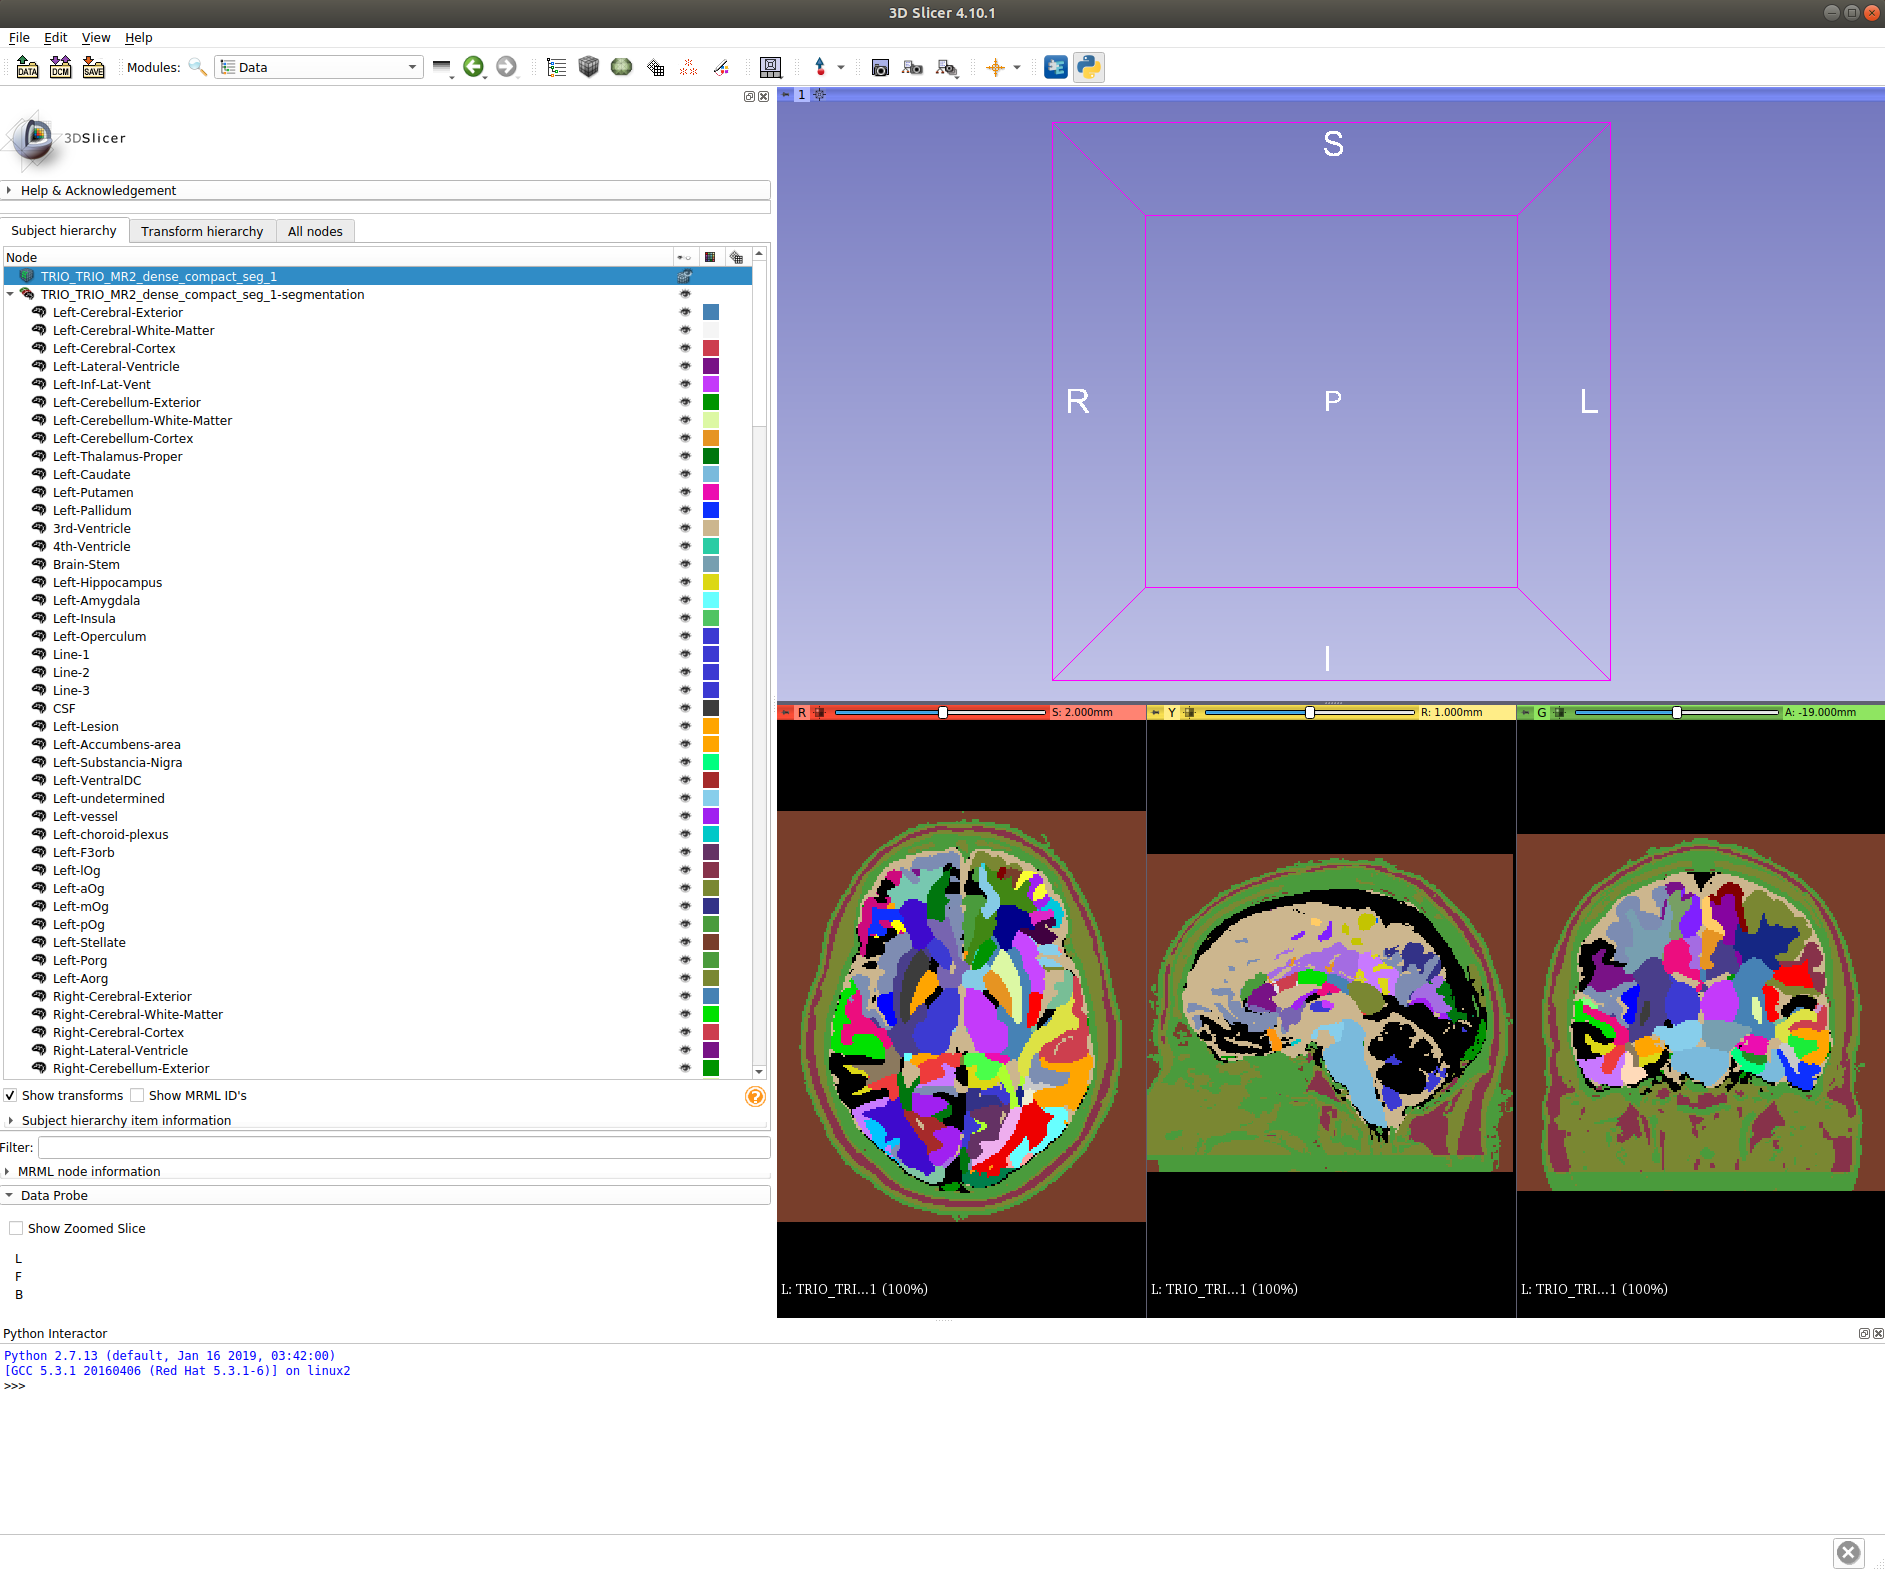 3D Slicer 4.10.1
File Edit View Help
DATA DCM SAVE Modules: Data
1
3DSlicer
Help & Acknowledgement
Subject hierarchy Transform hierarchy All nodes
Node
TRIO_TRIO_MR2_dense_compact_seg_1
TRIO_TRIO_MR2_dense_compact_seg_1-segmentation
Left-Cerebral-Exterior
Left-Cerebral-White-Matter
Left-Cerebral-Cortex
Left-Lateral-Ventricle
Left-Inf-Lat-Vent
Left-Cerebellum-Exterior
Left-Cerebellum-White-Matter
Left-Cerebellum-Cortex
Left-Thalamus-Proper
Left-Caudate
Left-Putamen
Left-Pallidum
3rd-Ventricle
4th-Ventricle
Brain-Stem
Left-Hippocampus
Left-Amygdala
Left-Insula
Left-Operculum
Line-1
Line-2
Line-3
CSF
Left-Lesion
Left-Accumbens-area
Left-Substancia-Nigra
Left-VentralDC
Left-undetermined
Left-vessel
Left-choroid-plexus
Left-F3orb
Left-lOg
Left-aOg
Left-mOg
Left-pOg
Left-Stellate
Left-Porg
Left-Aorg
Right-Cerebral-Exterior
Right-Cerebral-White-Matter
Right-Cerebral-Cortex
Right-Lateral-Ventricle
Right-Cerebellum-Exterior
Show transforms Show MRML ID's
Subject hierarchy item information
Filter:
MRML node information
Data Probe
Show Zoomed Slice
L
F
B
S
R P L
I
R S: 2.000mm
Y R: 1.000mm
G A: -19.000mm
L: TRIO_TRI...1 (100%)
L: TRIO_TRI...1 (100%)
L: TRIO_TRI...1 (100%)
Python Interactor
Python 2.7.13 (default, Jan 16 2019, 03:42:00)
[GCC 5.3.1 20160406 (Red Hat 5.3.1-6)] on linux2
>>>